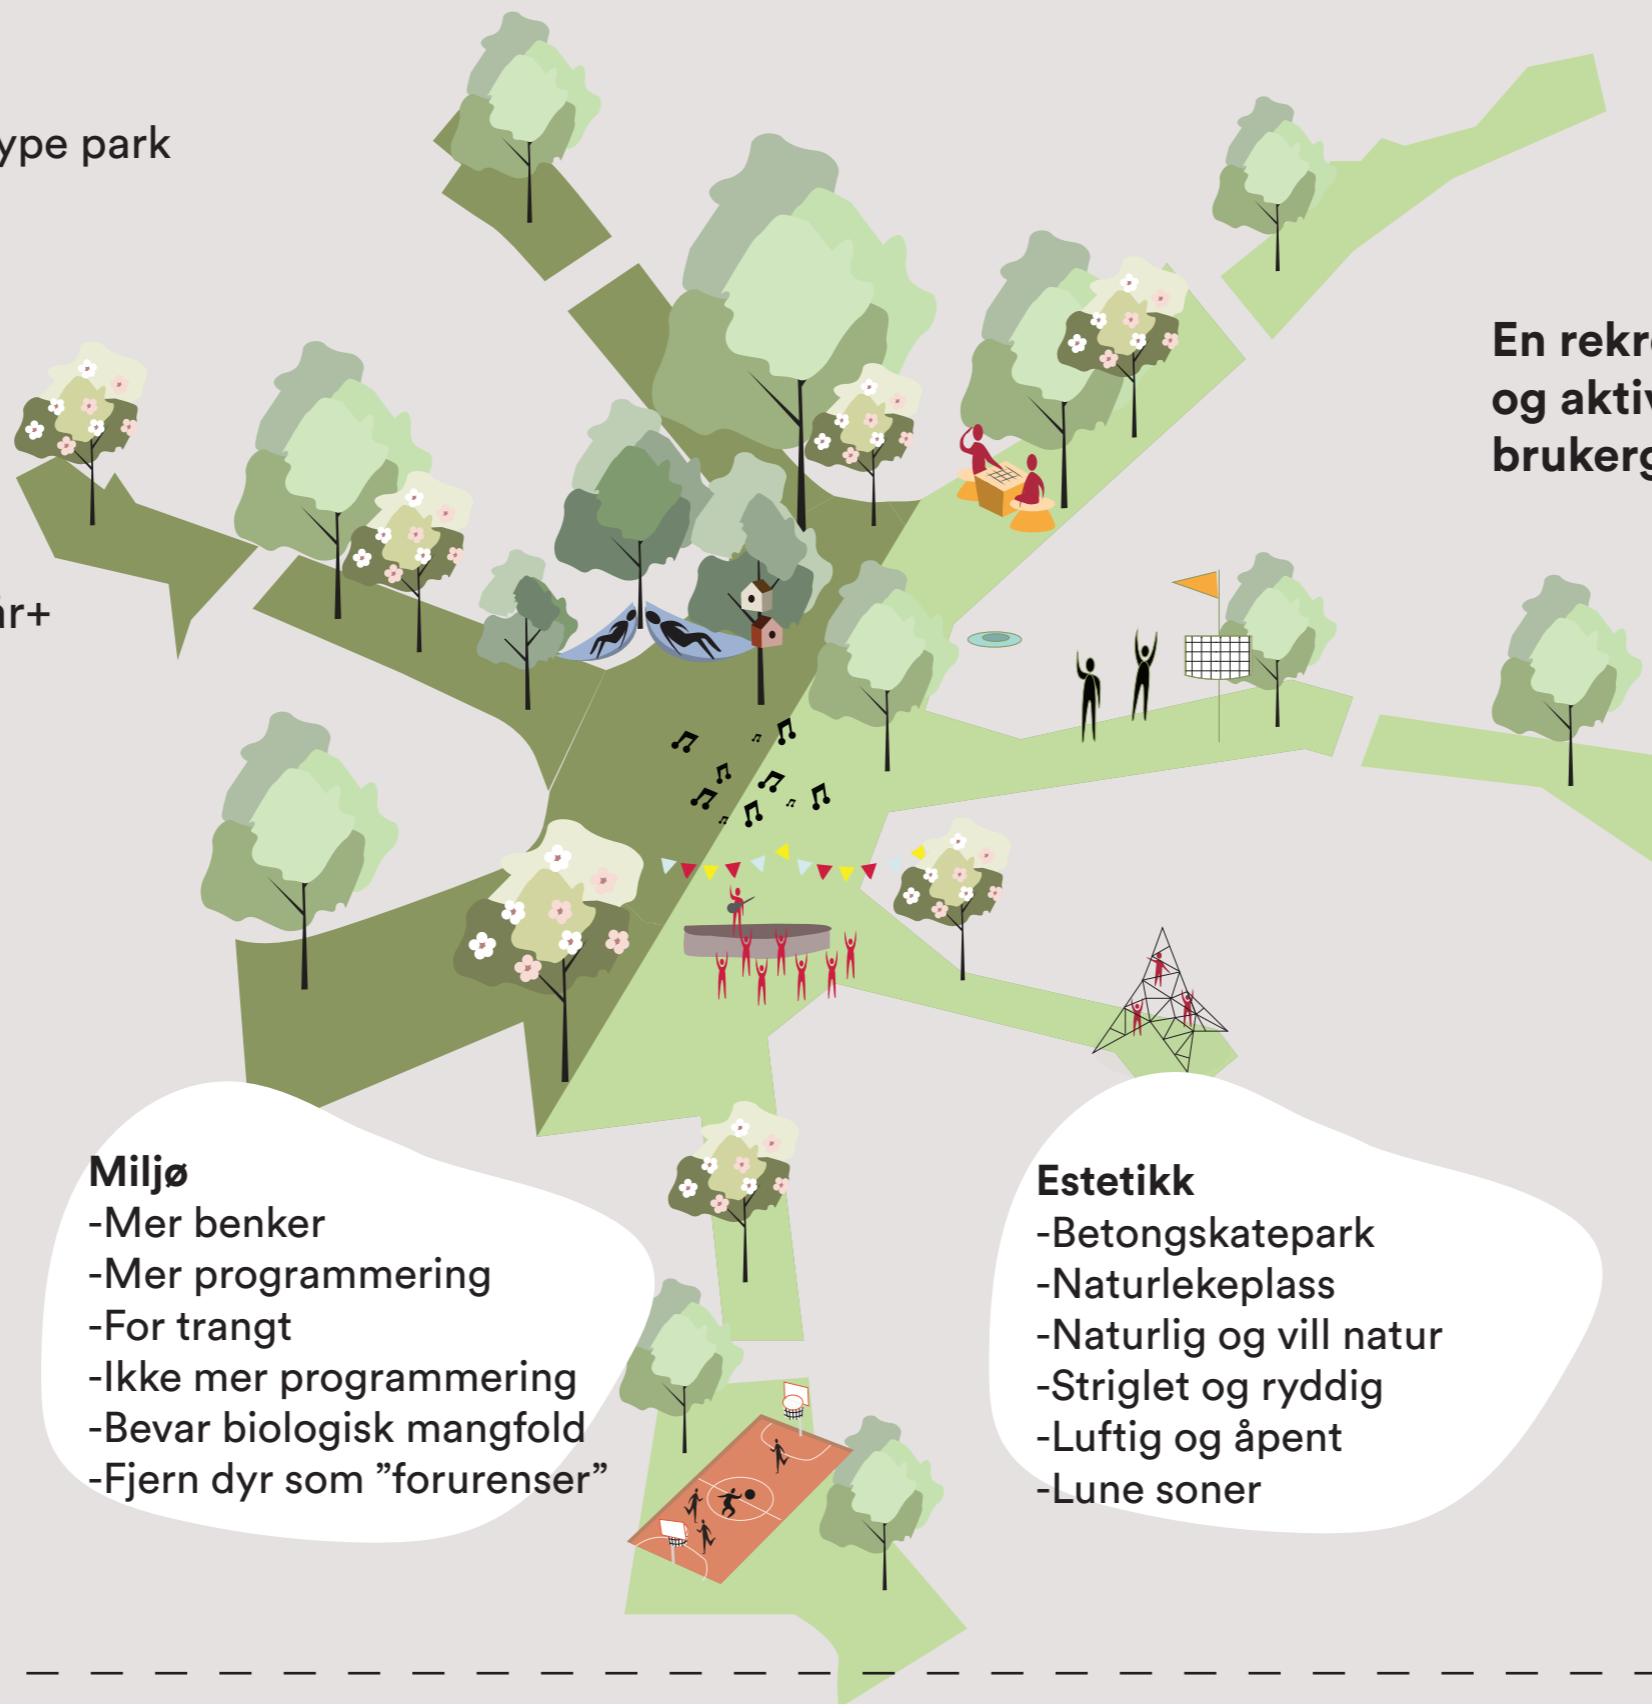 ype park
En rekr
og aktiv
brukerg
år+
Miljø
-Mer benker
-Mer programmering
-For trangt
-Ikke mer programmering
-Bevar biologisk mangfold
-Fjern dyr som ”forurenser”
Estetikk
-Betongskatepark
-Naturlekeplass
-Naturlig og vill natur
-Striglet og ryddig
-Luftig og åpent
-Lune soner